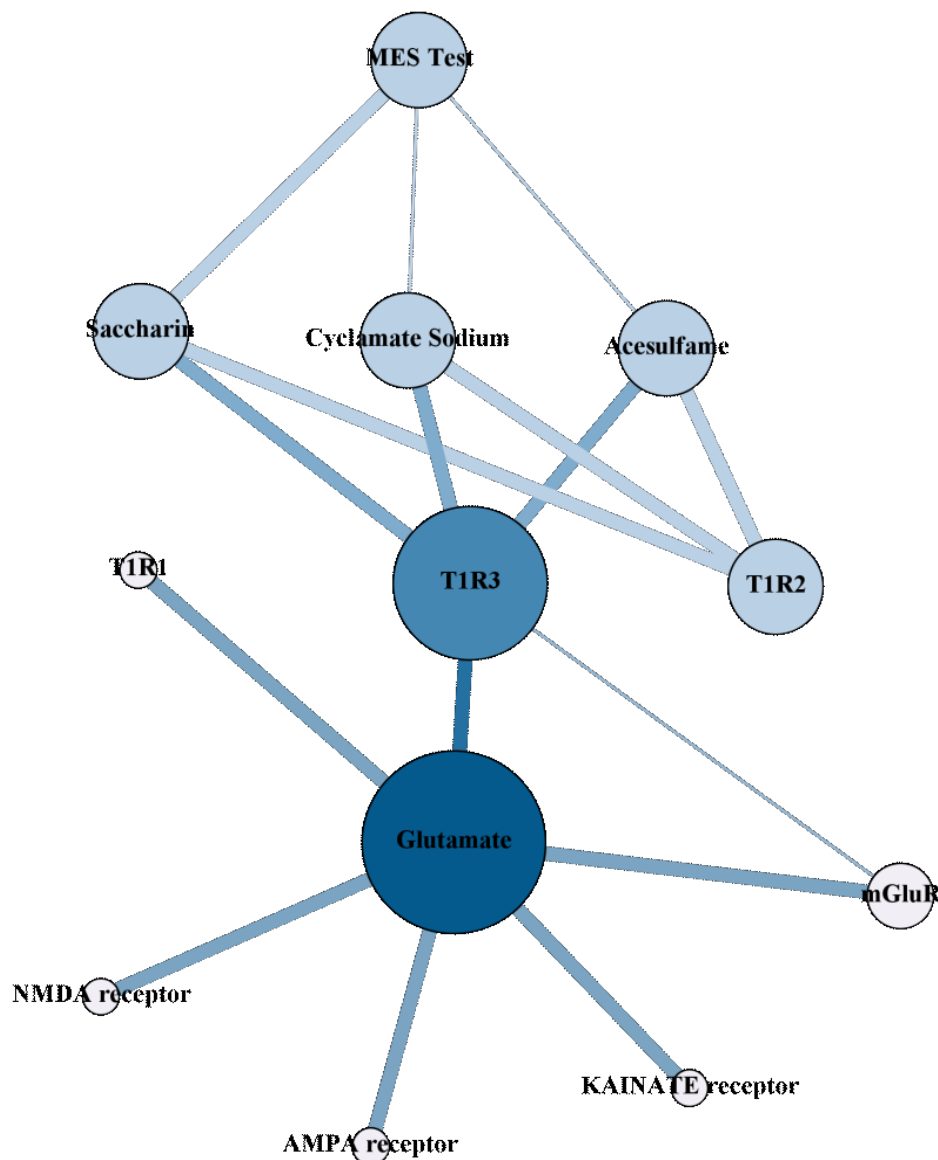 MES Test
Saccharin
Cyclamate Sodium
Acesulfame
T1R1
T1R3
T1R2
Glutamate
mGluR
NMDA receptor
KAINATE receptor
AMPA receptor